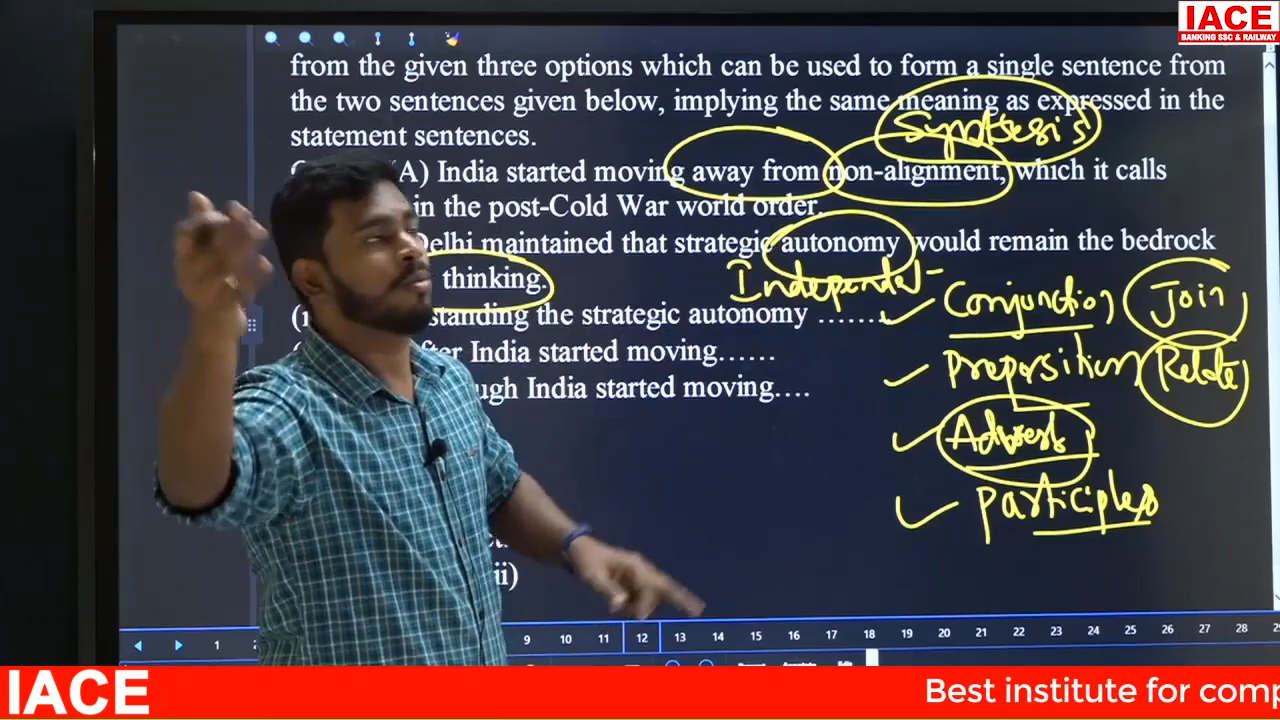 IACE
BANKING SSC & RAILWAY
from the given three options which can be used to form a single sentence from
the two sentences given below, implying the same meaning as expressed in the
statement sentences.
Synthesis
(A) India started moving away from non-alignment, which it calls
in the post-Cold War world order.
Delhi maintained that strategic autonomy would remain the bedrock
thinking.
Independent
standing the strategic autonomy ……
India started moving……
India started moving….
Conjunction Join
Preposition Relate
Adverb
Participles
9 10 11 12 13 14 15 16 17 18 19 20 21 22 23 24 25 26 27 28
1
IACE
Best institute for comp